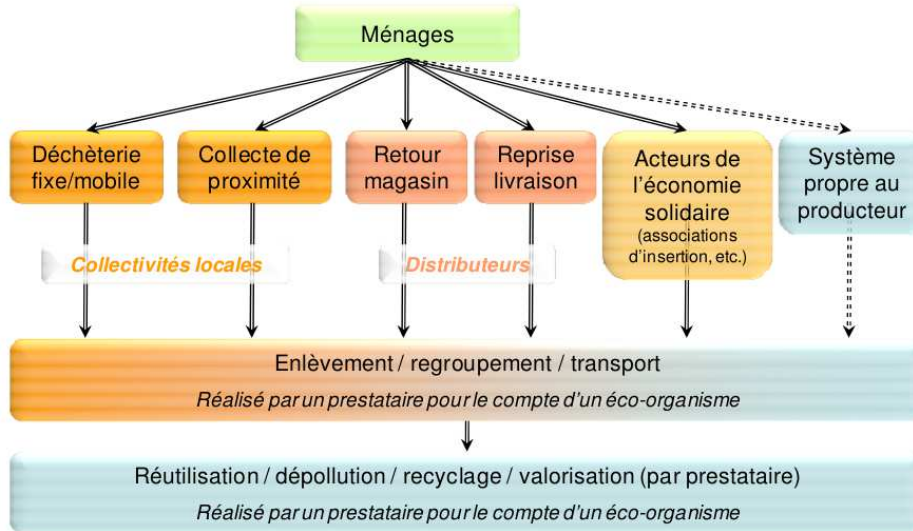 Ménages
Déchèterie
fixe/mobile
Collecte de
proximité
Retour
magasin
Reprise
livraison
Acteurs de
l'économie
solidaire
(associations
d'insertion, etc.)
Système
propre au
producteur
Collectivités locales
Distributeurs
Enlèvement / regroupement / transport
Réalisé par un prestataire pour le compte d'un éco-organisme
Réutilisation / dépollution / recyclage / valorisation (par prestataire)
Réalisé par un prestataire pour le compte d'un éco-organisme